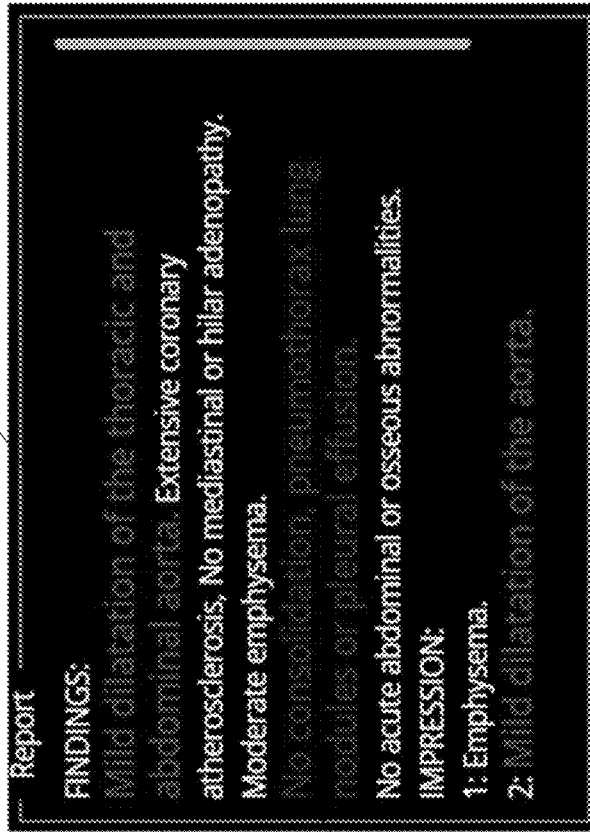 Report
FINDINGS:
Mild dilatation of the thoracic and
abdominal aorta. Extensive coronary
atherosclerosis. No mediastinal or hilar adenopathy.
Moderate emphysema.
No consolidation, pneumothorax lung
nodules or pleural effusion.
No acute abdominal or osseous abnormalities.
IMPRESSION:
1: Emphysema.
2: Mild dilatation of the aorta.